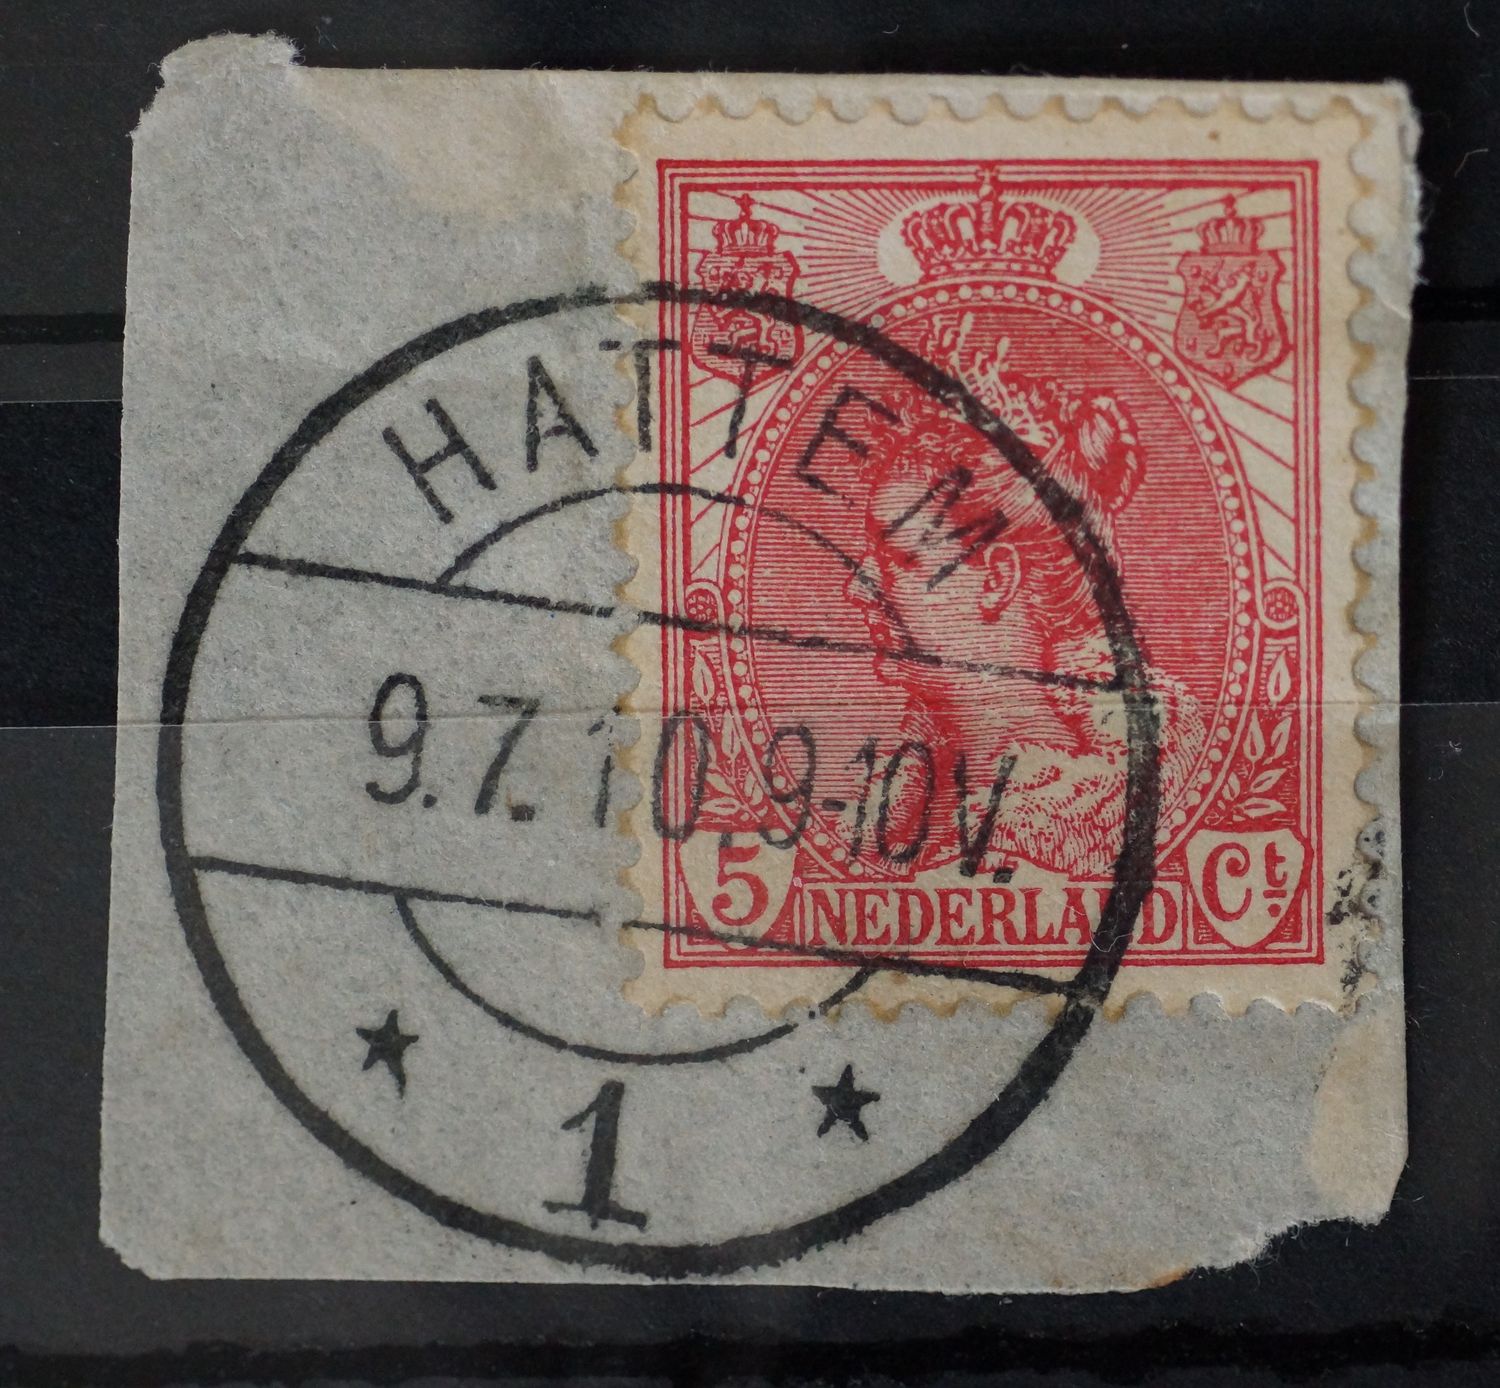 HATTEM
9.7.10.9-10V.
1
5
NEDERLAND
Ct.